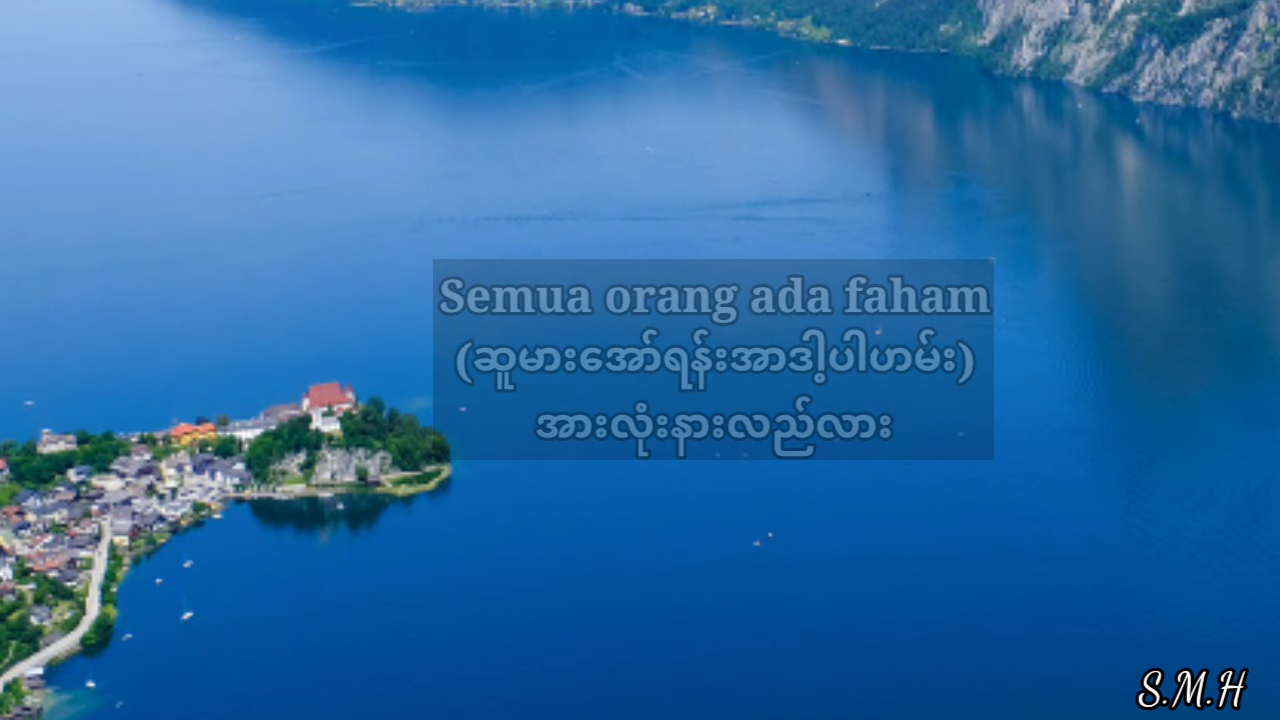 Semua orang ada faham
(ဆူမားအော်ရန်းအာဒါ့ပါဟမ်း)
အားလုံးနားလည်လား
S.M.H